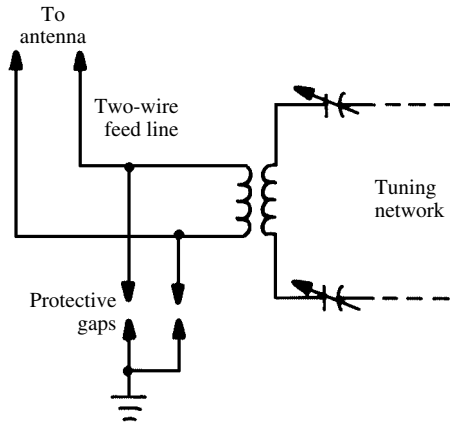 To
antenna
Two-wire
feed line
Tuning
network
Protective
gaps